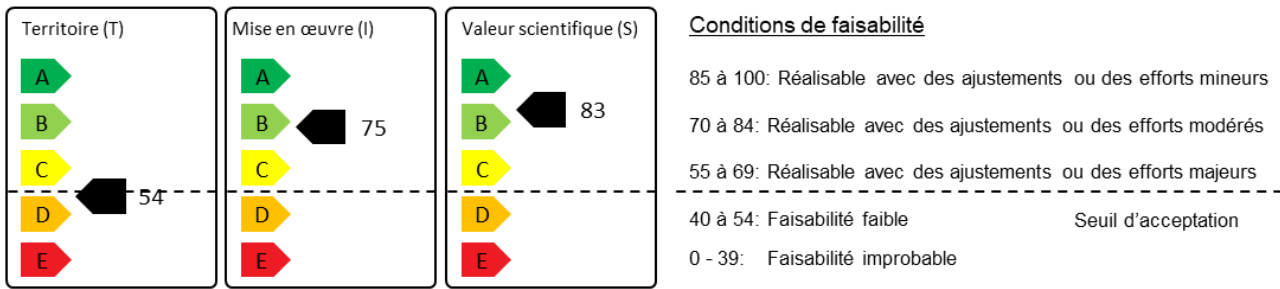 Territoire (T)
A
B
C
D
E
54
Mise en œuvre (I)
A
B
C
D
E
75
Valeur scientifique (S)
A
B
C
D
E
83
Conditions de faisabilité
85 à 100: Réalisable avec des ajustements ou des efforts mineurs
70 à 84: Réalisable avec des ajustements ou des efforts modérés
55 à 69: Réalisable avec des ajustements ou des efforts majeurs
40 à 54: Faisabilité faible Seuil d'acceptation
0 - 39: Faisabilité improbable